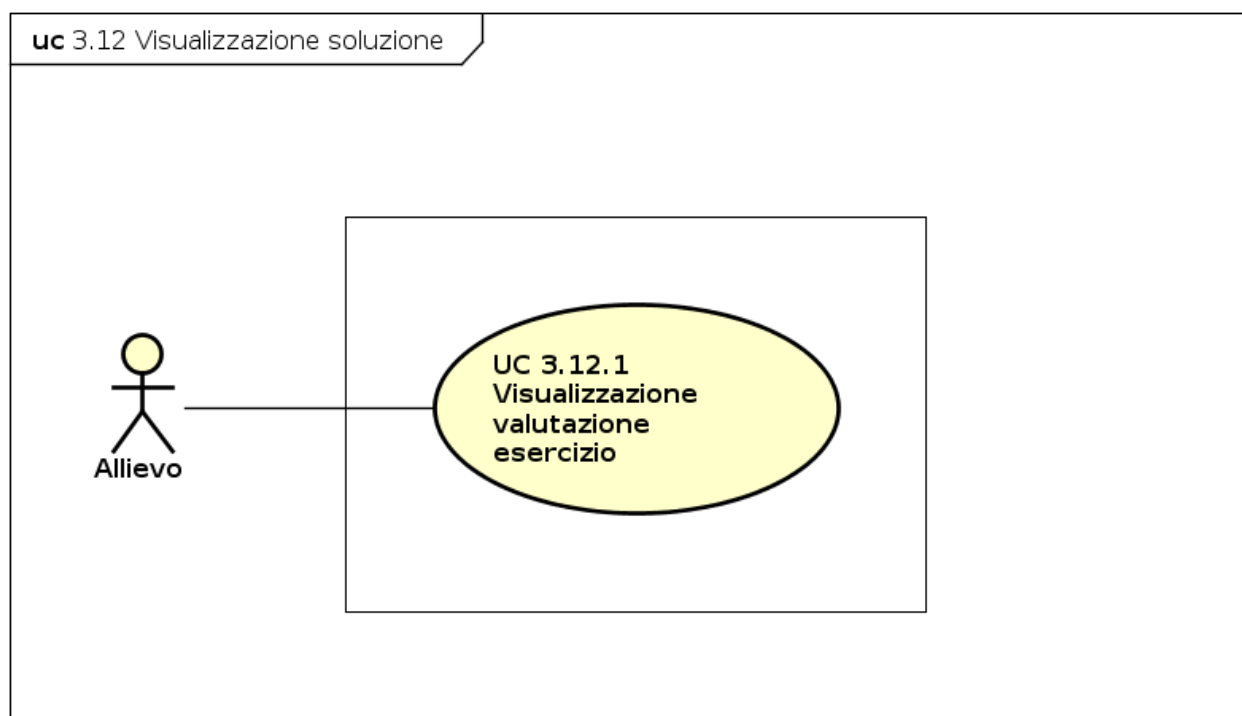 uc 3.12 Visualizzazione soluzione
UC 3.12.1
Visualizzazione
valutazione
esercizio
Allievo